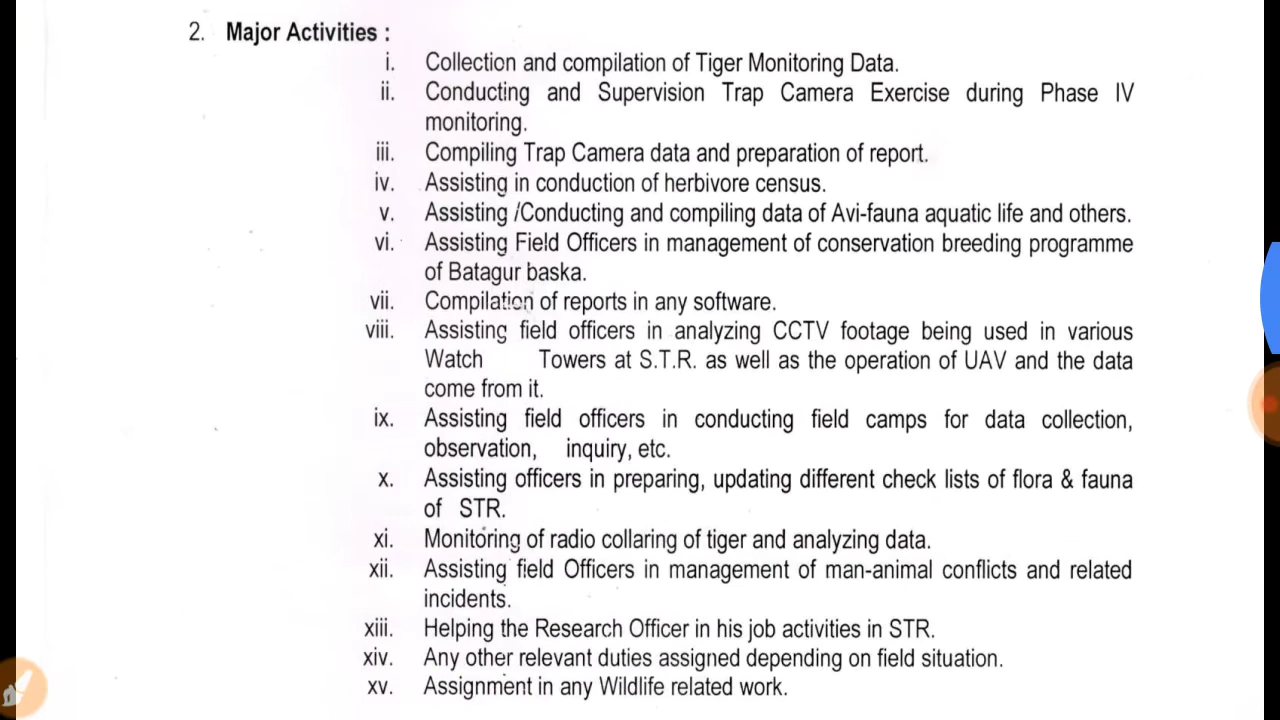 2. Major Activities :
i. Collection and compilation of Tiger Monitoring Data.
ii. Conducting and Supervision Trap Camera Exercise during Phase IV
monitoring.
iii. Compiling Trap Camera data and preparation of report.
iv. Assisting in conduction of herbivore census.
v. Assisting /Conducting and compiling data of Avi-fauna aquatic life and others.
vi. Assisting Field Officers in management of conservation breeding programme
of Batagur baska.
vii. Compilation of reports in any software.
viii. Assisting field officers in analyzing CCTV footage being used in various
Watch Towers at S.T.R. as well as the operation of UAV and the data
come from it.
ix. Assisting field officers in conducting field camps for data collection,
observation, inquiry, etc.
x. Assisting officers in preparing, updating different check lists of flora & fauna
of STR.
xi. Monitoring of radio collaring of tiger and analyzing data.
xii. Assisting field Officers in management of man-animal conflicts and related
incidents.
xiii. Helping the Research Officer in his job activities in STR.
xiv. Any other relevant duties assigned depending on field situation.
xv. Assignment in any Wildlife related work.